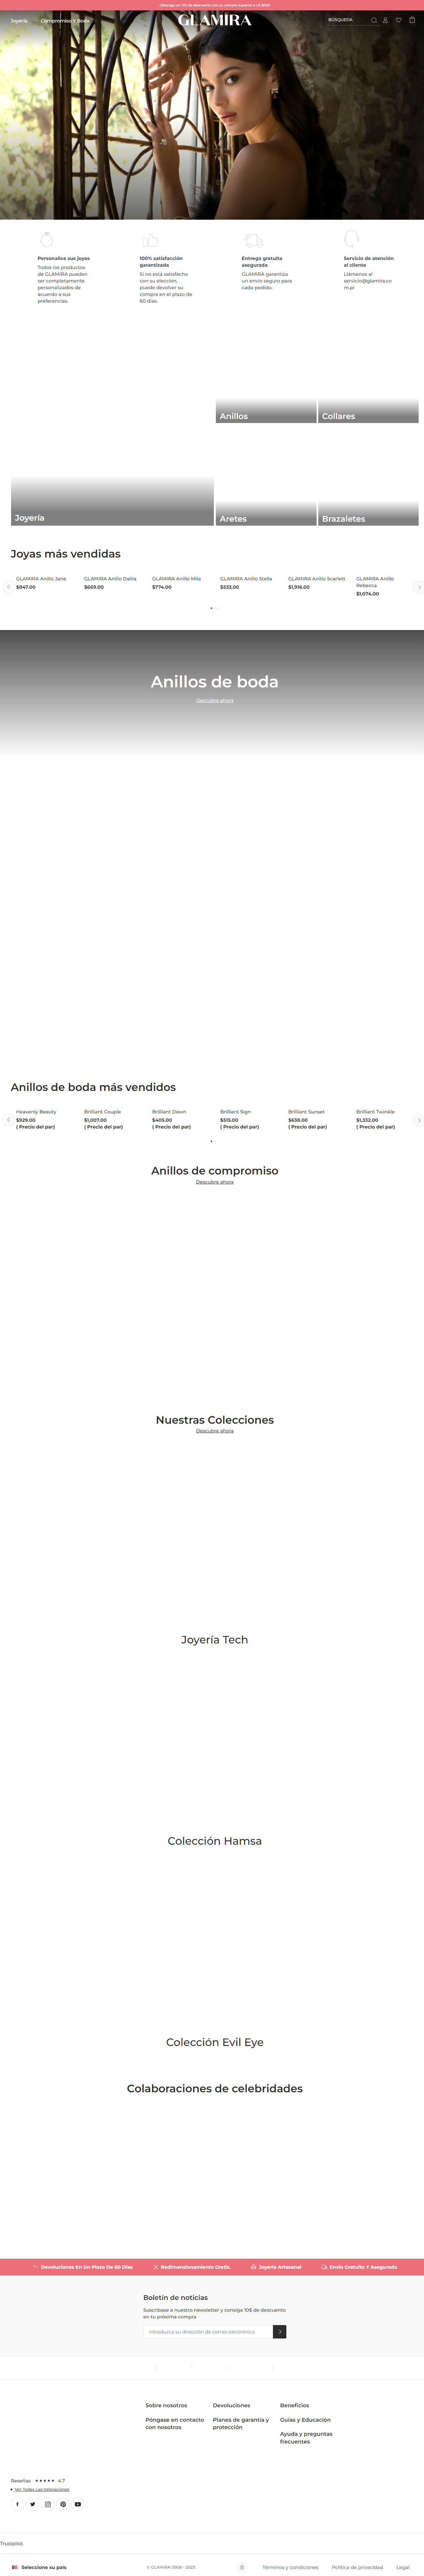 Obtenga un 15% de descuento con su compra superior a US $500
Joyería
Compromiso Y Boda
GLAMIRA
BÚSQUEDA
Personalice sus joyas
Todos los productos
de GLAMIRA pueden
ser completamente
personalizados de
acuerdo a sus
preferencias.
100% satisfacción
garantizada
Si no está satisfecho
con su elección,
puede devolver su
compra en el plazo de
60 días.
Entrega gratuita
asegurada
GLAMIRA garantiza
un envío seguro para
cada pedido.
Servicio de atención
al cliente
Llámenos al
servicio@glamira.co
m.pr
Anillos
Collares
Joyería
Aretes
Brazaletes
Joyas más vendidas
GLAMIRA Anillo Jane
$847.00
GLAMIRA Anillo Dailia
$669.00
GLAMIRA Anillo Mila
$774.00
GLAMIRA Anillo Stella
$533.00
GLAMIRA Anillo Scarlett
$1,916.00
GLAMIRA Anillo
Rebecca
$1,074.00
Anillos de boda
Descubre ahora
Anillos de boda más vendidos
Heavenly Beauty
$929.00
( Precio del par)
Brilliant Couple
$1,007.00
( Precio del par)
Brilliant Dawn
$405.00
( Precio del par)
Brilliant Sign
$515.00
( Precio del par)
Brilliant Sunset
$638.00
( Precio del par)
Brilliant Twinkle
$1,332.00
( Precio del par)
Anillos de compromiso
Descubre ahora
Nuestras Colecciones
Descubre ahora
Joyería Tech
Colección Hamsa
Colección Evil Eye
Colaboraciones de celebridades
Devoluciones En Un Plazo De 60 Días
Redimensionamiento Gratis.
Joyería Artesanal
Envío Gratuito Y Asegurado
Boletín de noticias
Suscríbase a nuestro newsletter y consiga 10$ de descuento
en tu próxima compra
Introduzca su dirección de correo electrónico
Sobre nosotros
Póngase en contacto
con nosotros
Devoluciones
Planes de garantía y
protección
Beneficios
Guías y Educación
Ayuda y preguntas
frecuentes
Reseñas ★★★★★ 4.7
Ver Todas Las Valoraciones
Trustpilot
Seleccione su país
© GLAMIRA 2008 - 2023
Términos y condiciones
Política de privacidad
Legal